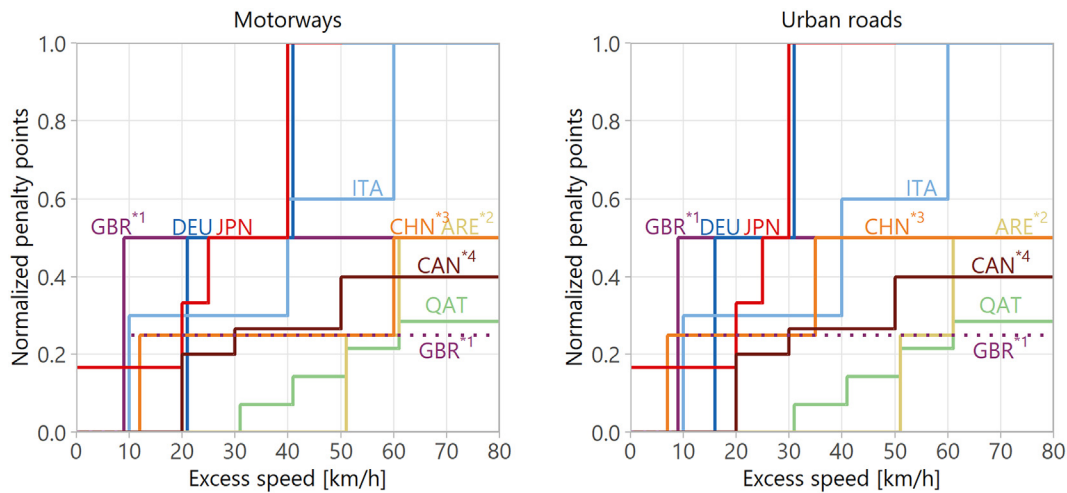 Motorways
Normalized penalty points
1.0
0.8
0.6
0.4
0.2
0.0
ITA
GBR*1
DEU
JPN
CHN*3
ARE*2
CAN*4
QAT
GBR*1
0 10 20 30 40 50 60 70 80
Excess speed [km/h]
Urban roads
Normalized penalty points
1.0
0.8
0.6
0.4
0.2
0.0
ITA
GBR*1
DEU
JPN
CHN*3
ARE*2
CAN*4
QAT
GBR*1
0 10 20 30 40 50 60 70 80
Excess speed [km/h]